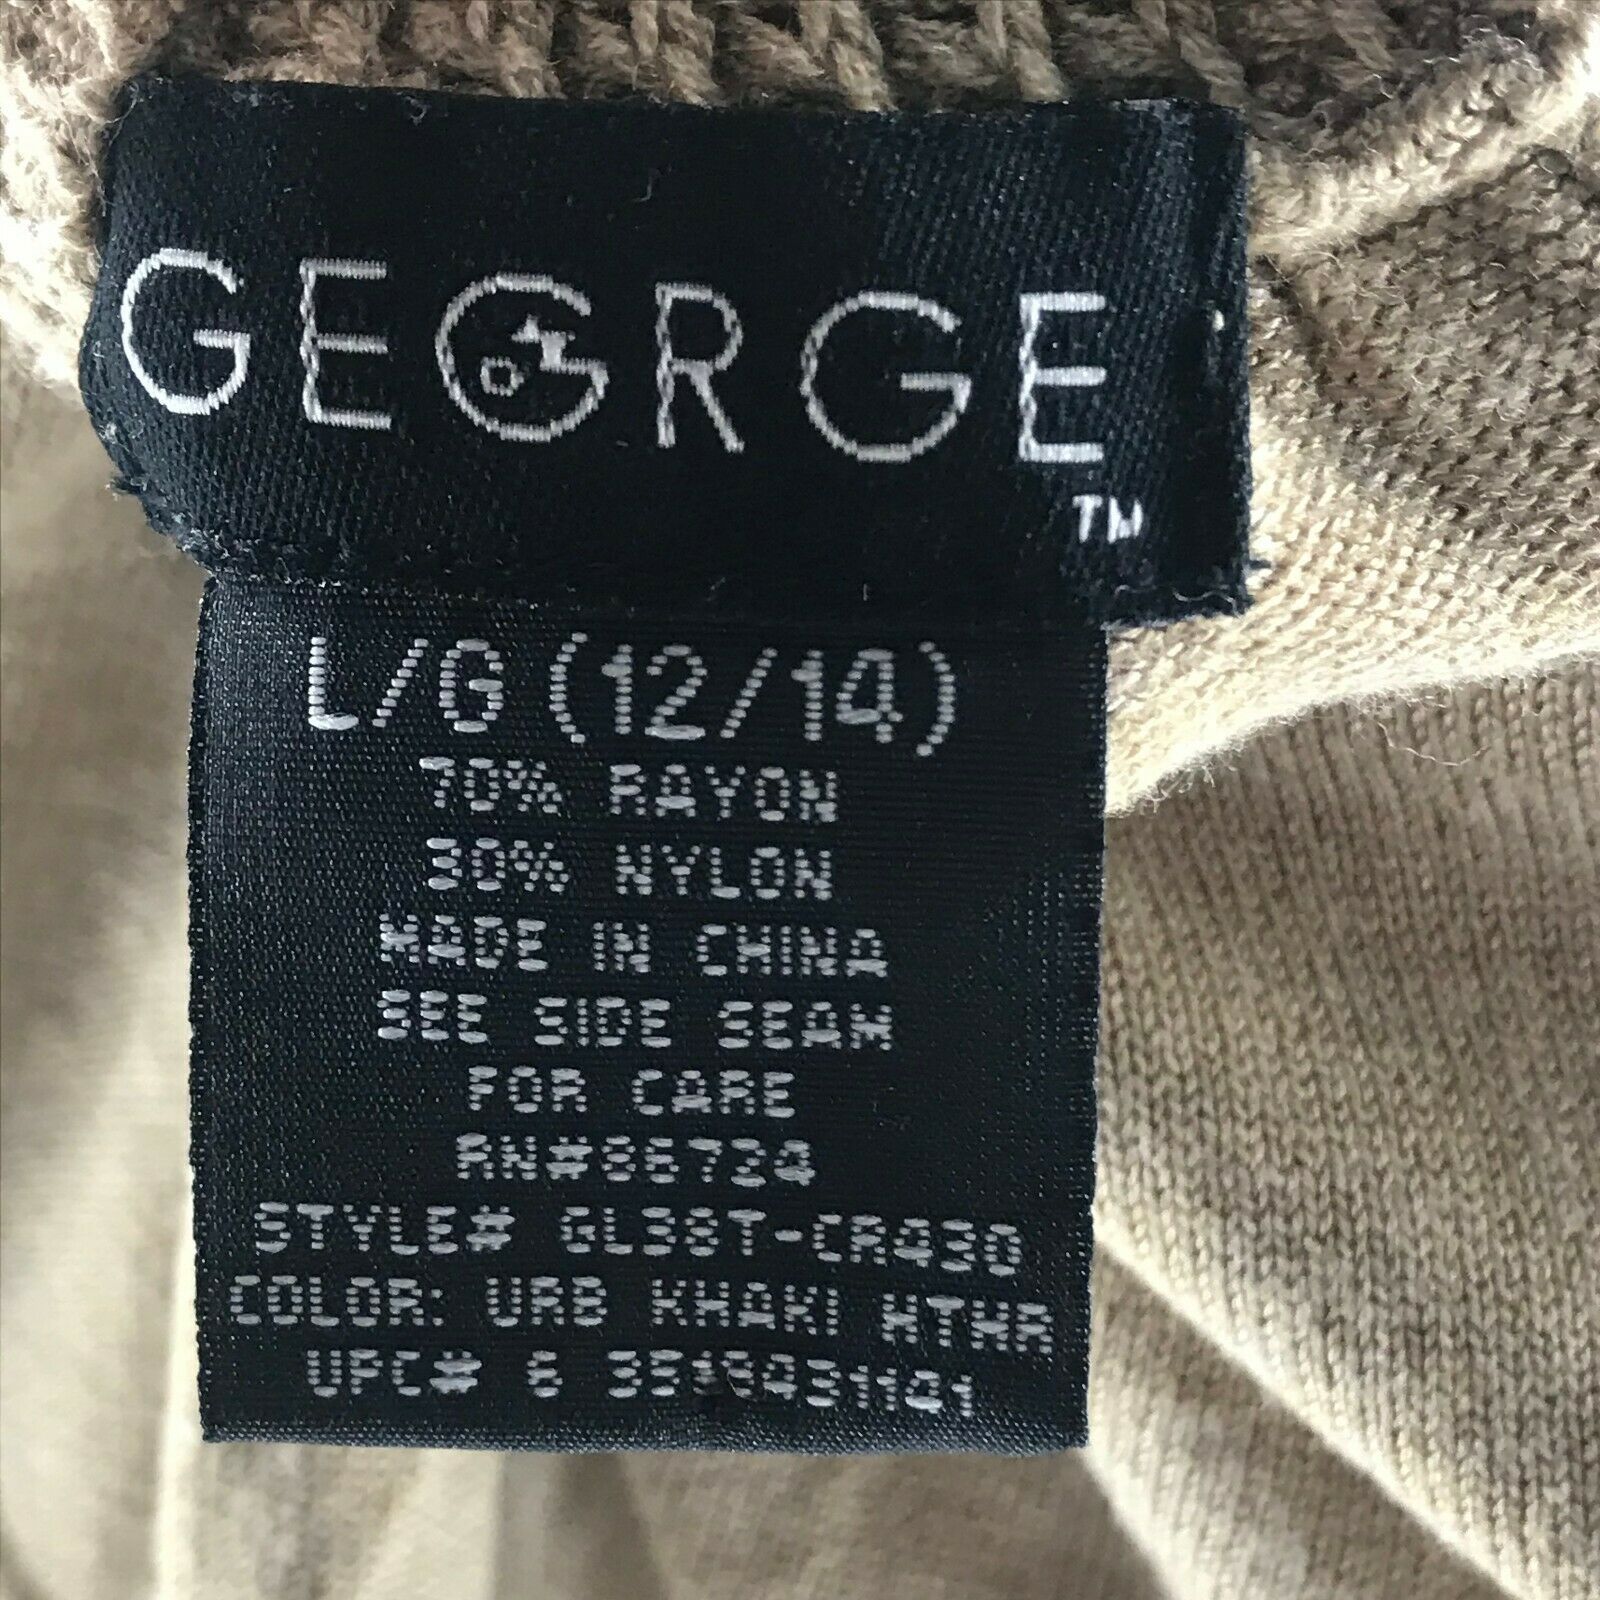 GEORGE
TM
L/G (12/14)
70% RAYON
30% NYLON
MADE IN CHINA
SEE SIDE SEAM
FOR CARE
RN#86724
STYLE# GL38T-CR430
COLOR: URB KHAKI HTHR
UPC# 6 3519431141